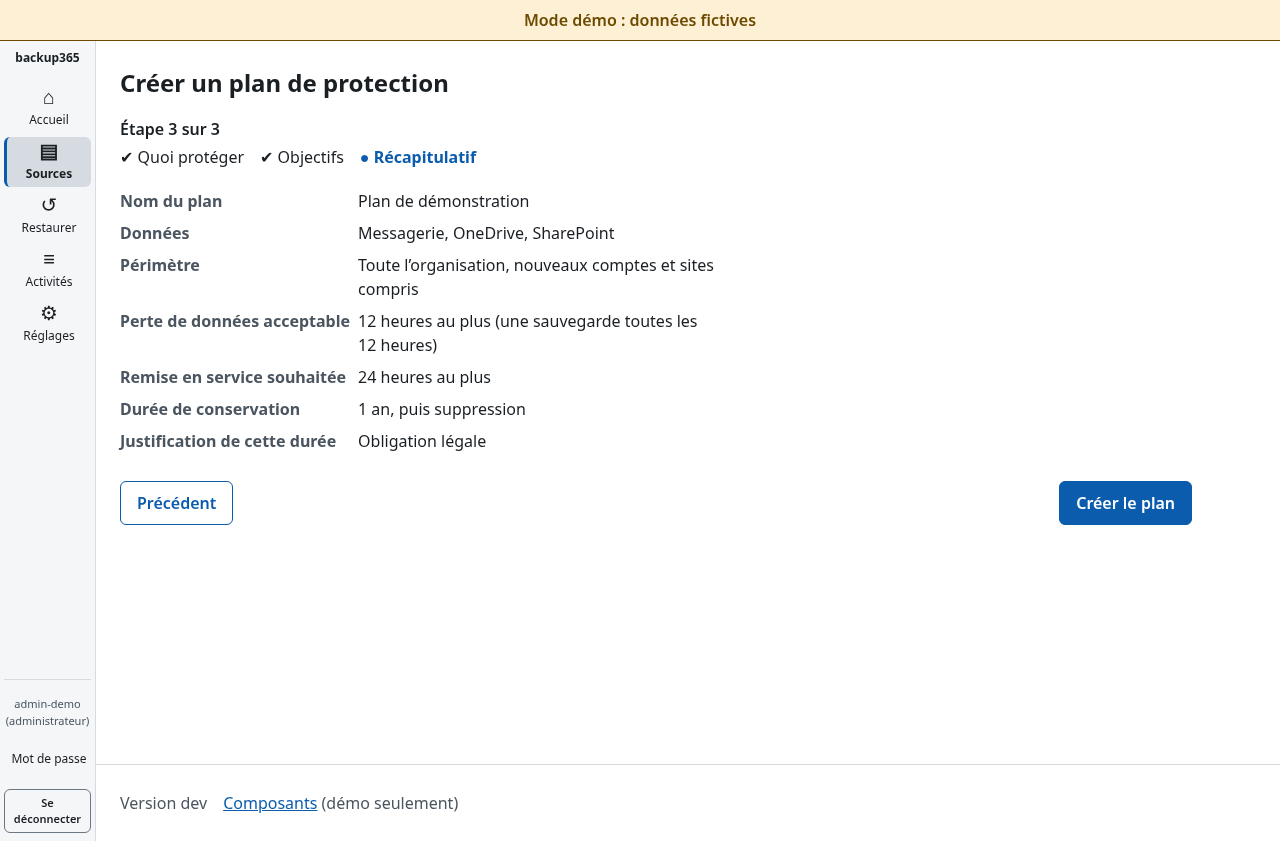 Mode démo : données fictives
backup365
⌂
Accueil
▤
Sources
↺
Restaurer
≡
Activités
⚙
Réglages
admin-demo
(administrateur)
Mot de passe
Se
déconnecter
Créer un plan de protection
Étape 3 sur 3
✔ Quoi protéger ✔ Objectifs ● Récapitulatif
Nom du plan Plan de démonstration
Données Messagerie, OneDrive, SharePoint
Périmètre Toute l’organisation, nouveaux comptes et sites
compris
Perte de données acceptable 12 heures au plus (une sauvegarde toutes les
12 heures)
Remise en service souhaitée 24 heures au plus
Durée de conservation 1 an, puis suppression
Justification de cette durée Obligation légale
Précédent Créer le plan
Version dev Composants (démo seulement)